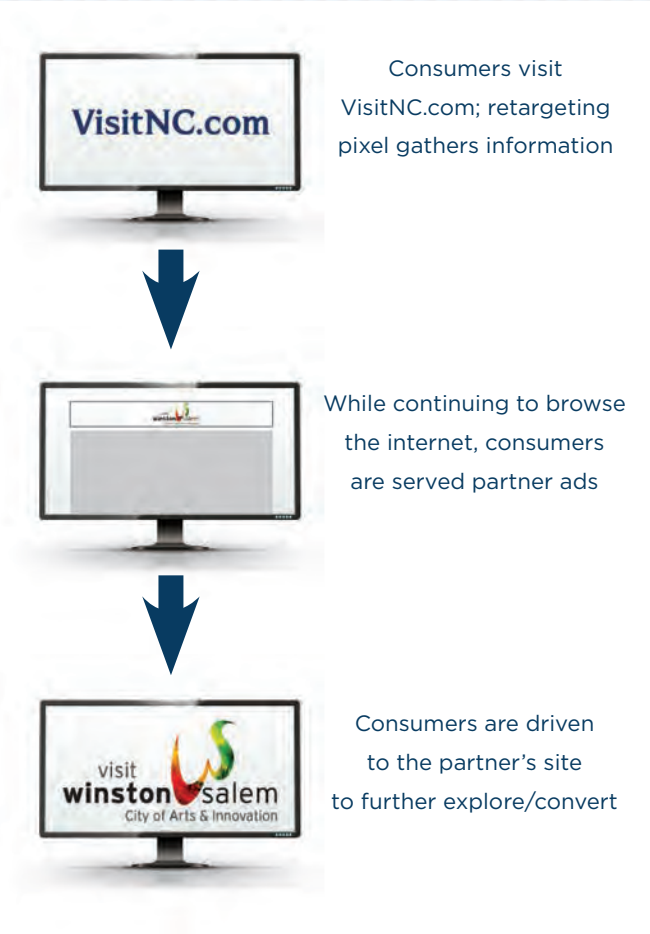 VisitNC.com
Consumers visit
VisitNC.com; retargeting
pixel gathers information
winston salem
While continuing to browse
the internet, consumers
are served partner ads
visit
winston salem
City of Arts & Innovation
Consumers are driven
to the partner's site
to further explore/convert